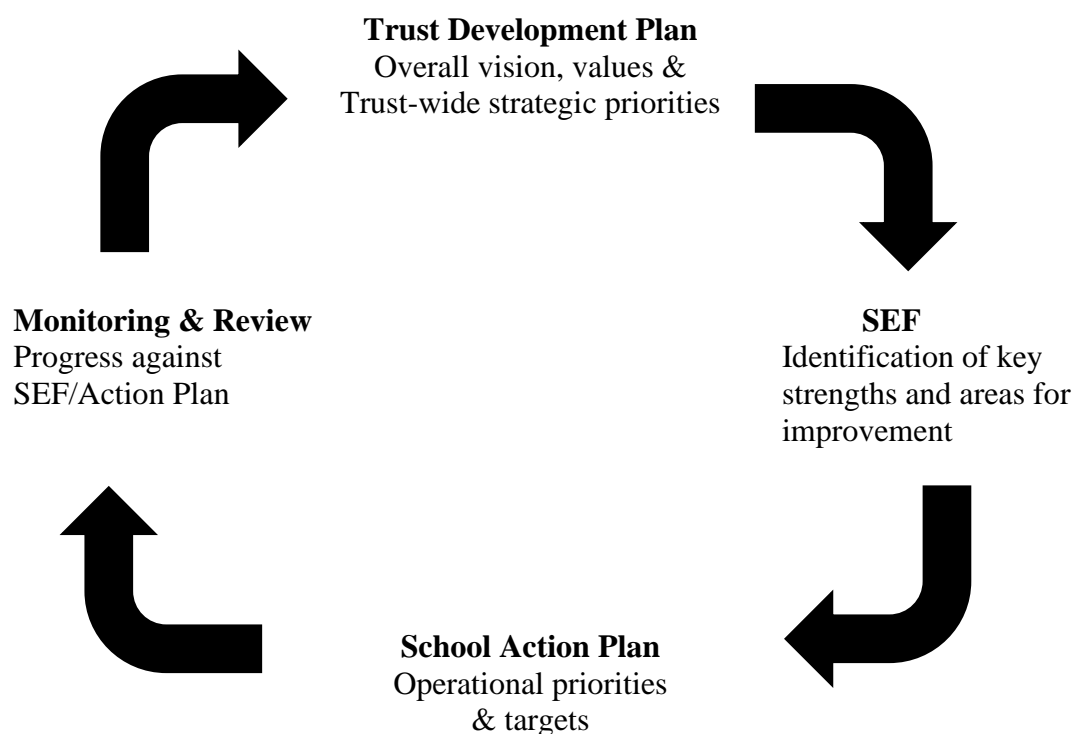 Trust Development Plan
Overall vision, values &
Trust-wide strategic priorities
Monitoring & Review
Progress against
SEF/Action Plan
SEF
Identification of key
strengths and areas for
improvement
School Action Plan
Operational priorities
& targets